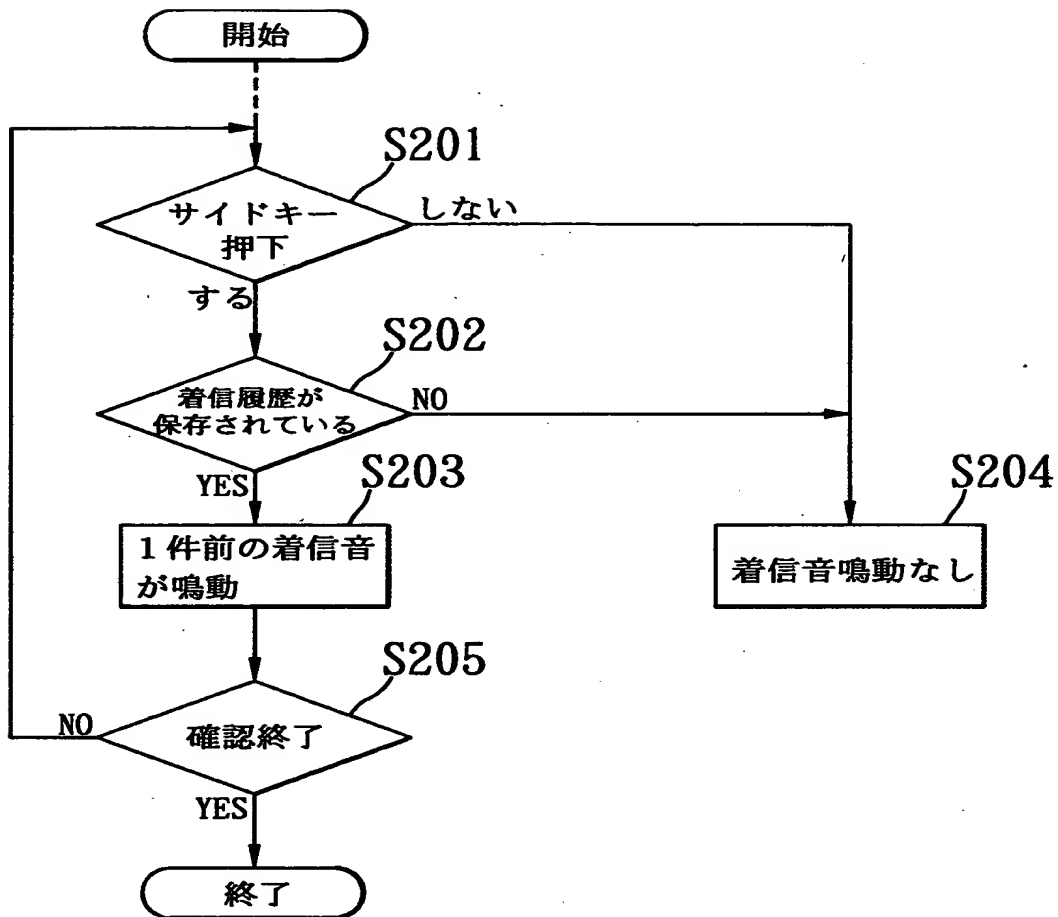 開始
S201
サイドキー
押下
しない
する
S202
着信履歴が
保存されている
NO
YES
S203
1件前の着信音
が鳴動
S204
着信音鳴動なし
S205
確認終了
NO
YES
終了